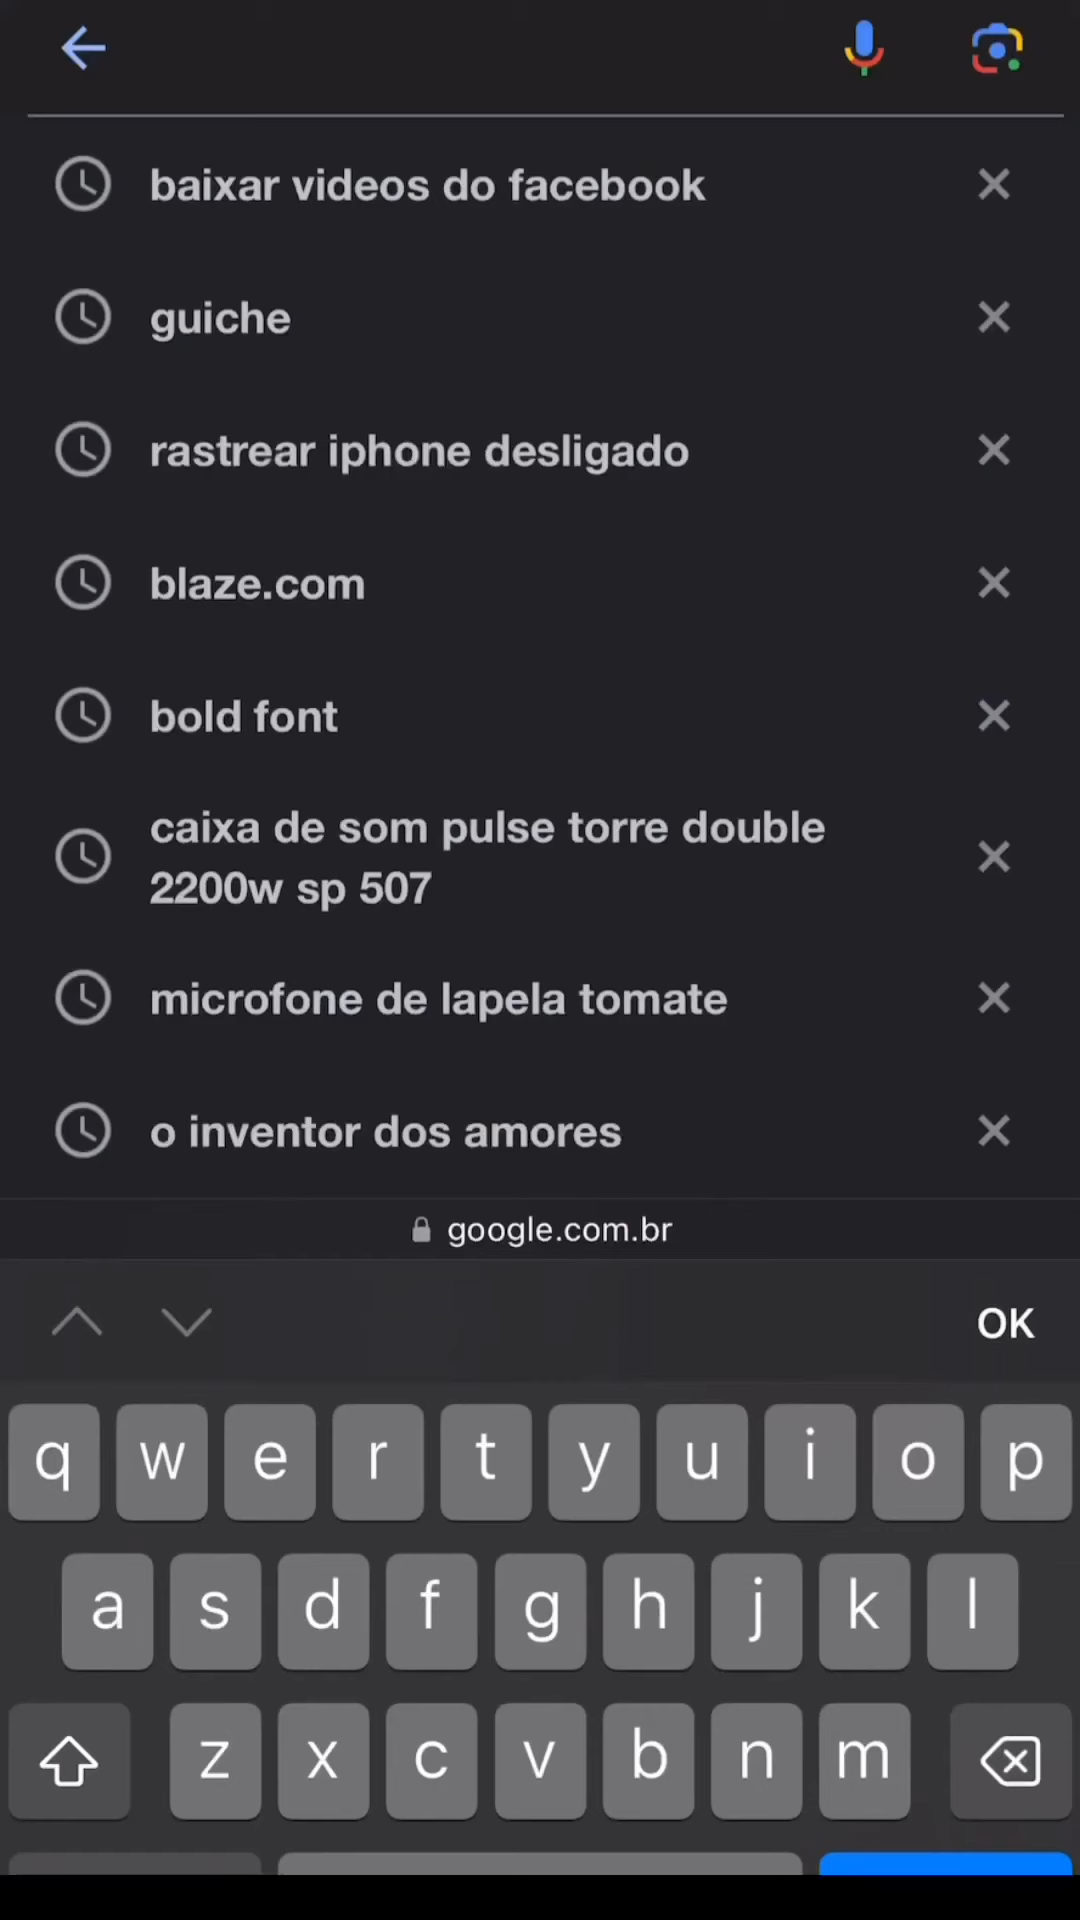 baixar videos do facebook
guiche
rastrear iphone desligado
blaze.com
bold font
caixa de som pulse torre double
2200w sp 507
microfone de lapela tomate
o inventor dos amores
google.com.br
OK
q w e r t y u i o p
a s d f g h j k l
z x c v b n m